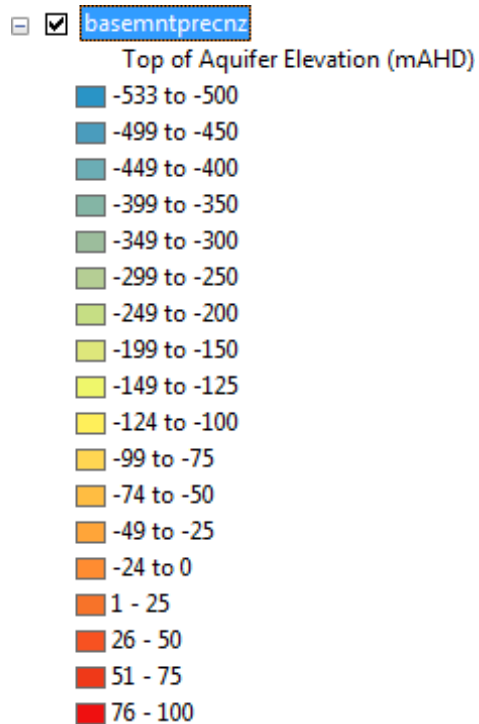 basemntprecnz
Top of Aquifer Elevation (mAHD)
-533 to -500
-499 to -450
-449 to -400
-399 to -350
-349 to -300
-299 to -250
-249 to -200
-199 to -150
-149 to -125
-124 to -100
-99 to -75
-74 to -50
-49 to -25
-24 to 0
1 - 25
26 - 50
51 - 75
76 - 100